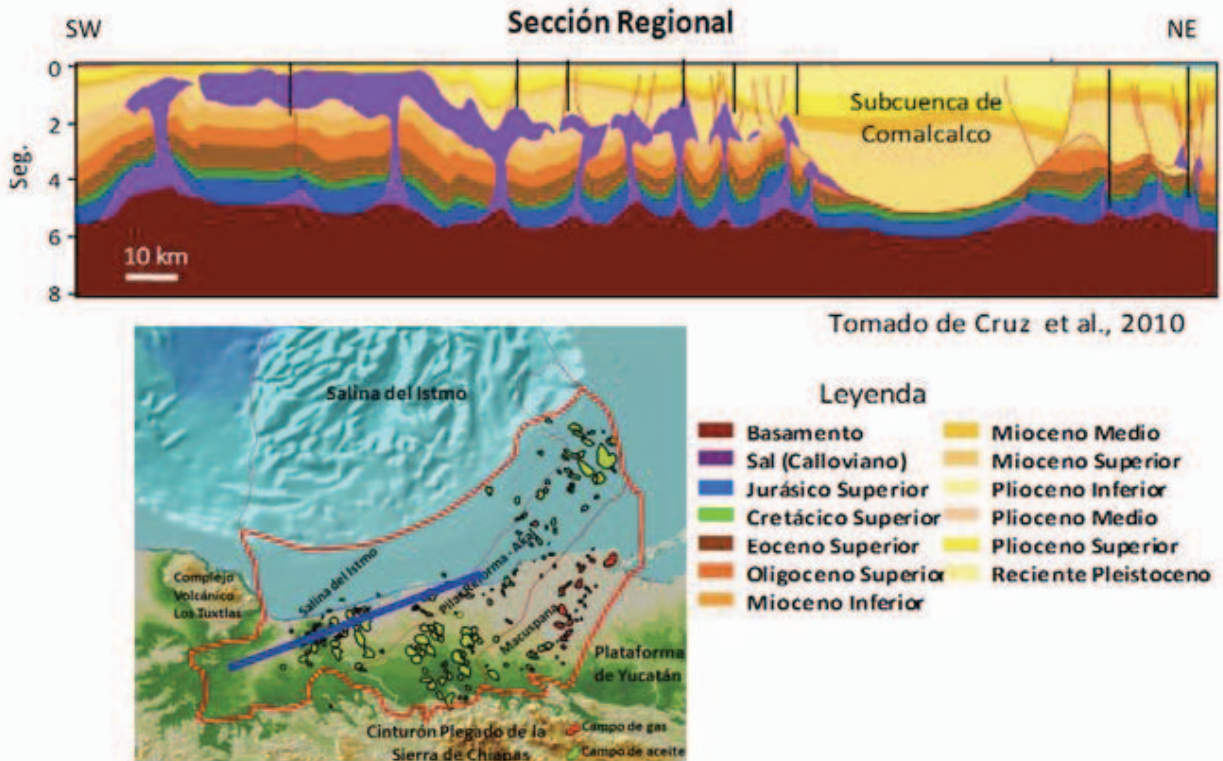 Sección Regional
SW
NE
Seg.
0
2
4
6
8
Subcuenca de
Comalcalco
10 km
Tomado de Cruz et al., 2010
Salina del Istmo
Complejo
Volcánico
Los Tuxtlas
Salina del Istmo
Pilar Reforma - Akal
Macuspana
Plataforma
de Yucatán
Cinturón Plegado de la
Sierra de Chiapas
Campo de gas
Campo de aceite
Leyenda
Basamento
Sal (Calloviano)
Jurásico Superior
Cretácico Superior
Eoceno Superior
Oligoceno Superior
Mioceno Inferior
Mioceno Medio
Mioceno Superior
Plioceno Inferior
Plioceno Medio
Plioceno Superior
Reciente Pleistoceno